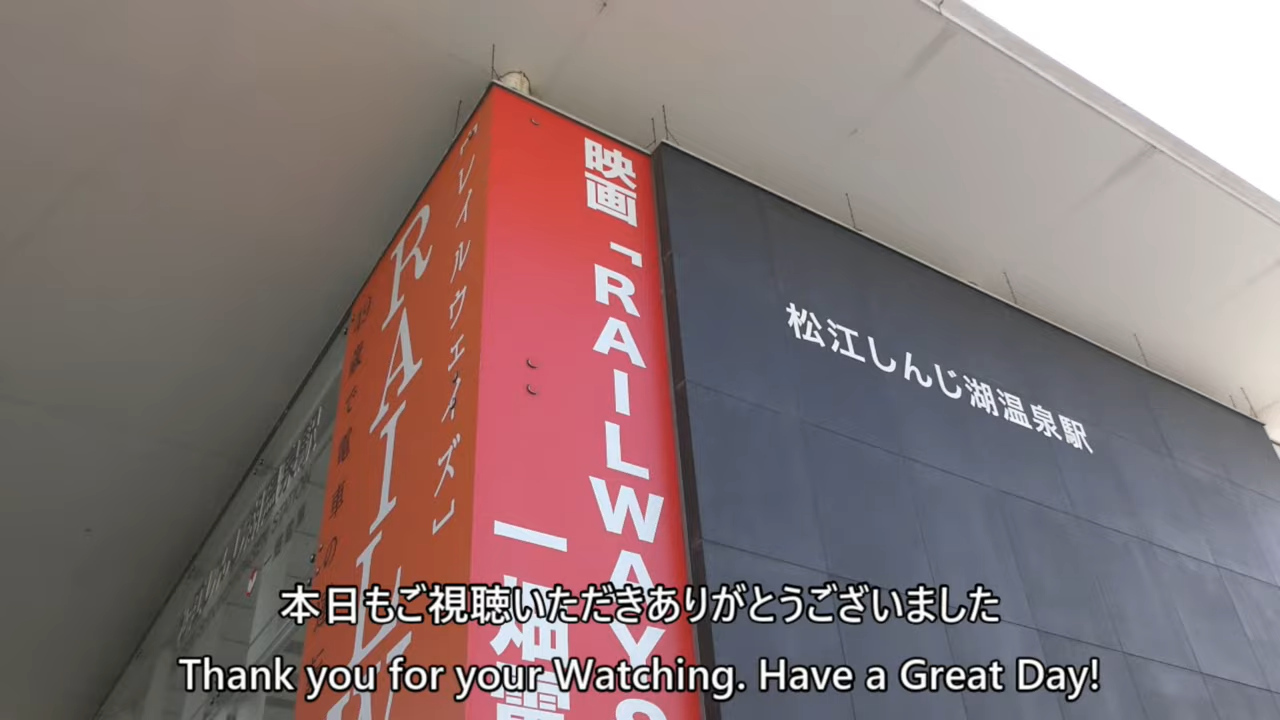 『レイルウェイズ』
RAILW
映画「RAILWAYS
一畑電
松江しんじ湖温泉駅
本日もご視聴いただきありがとうございました
Thank you for your Watching. Have a Great Day!